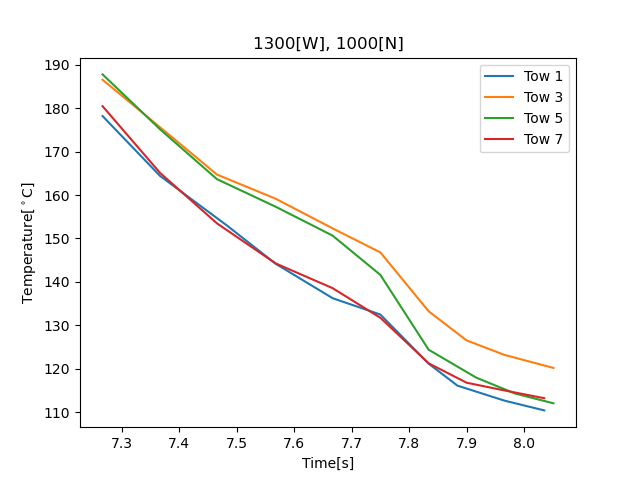 1300[W], 1000[N]
Tow 1
Tow 3
Tow 5
Tow 7
Temperature[°C]
190
180
170
160
150
140
130
120
110
7.3 7.4 7.5 7.6 7.7 7.8 7.9 8.0
Time[s]